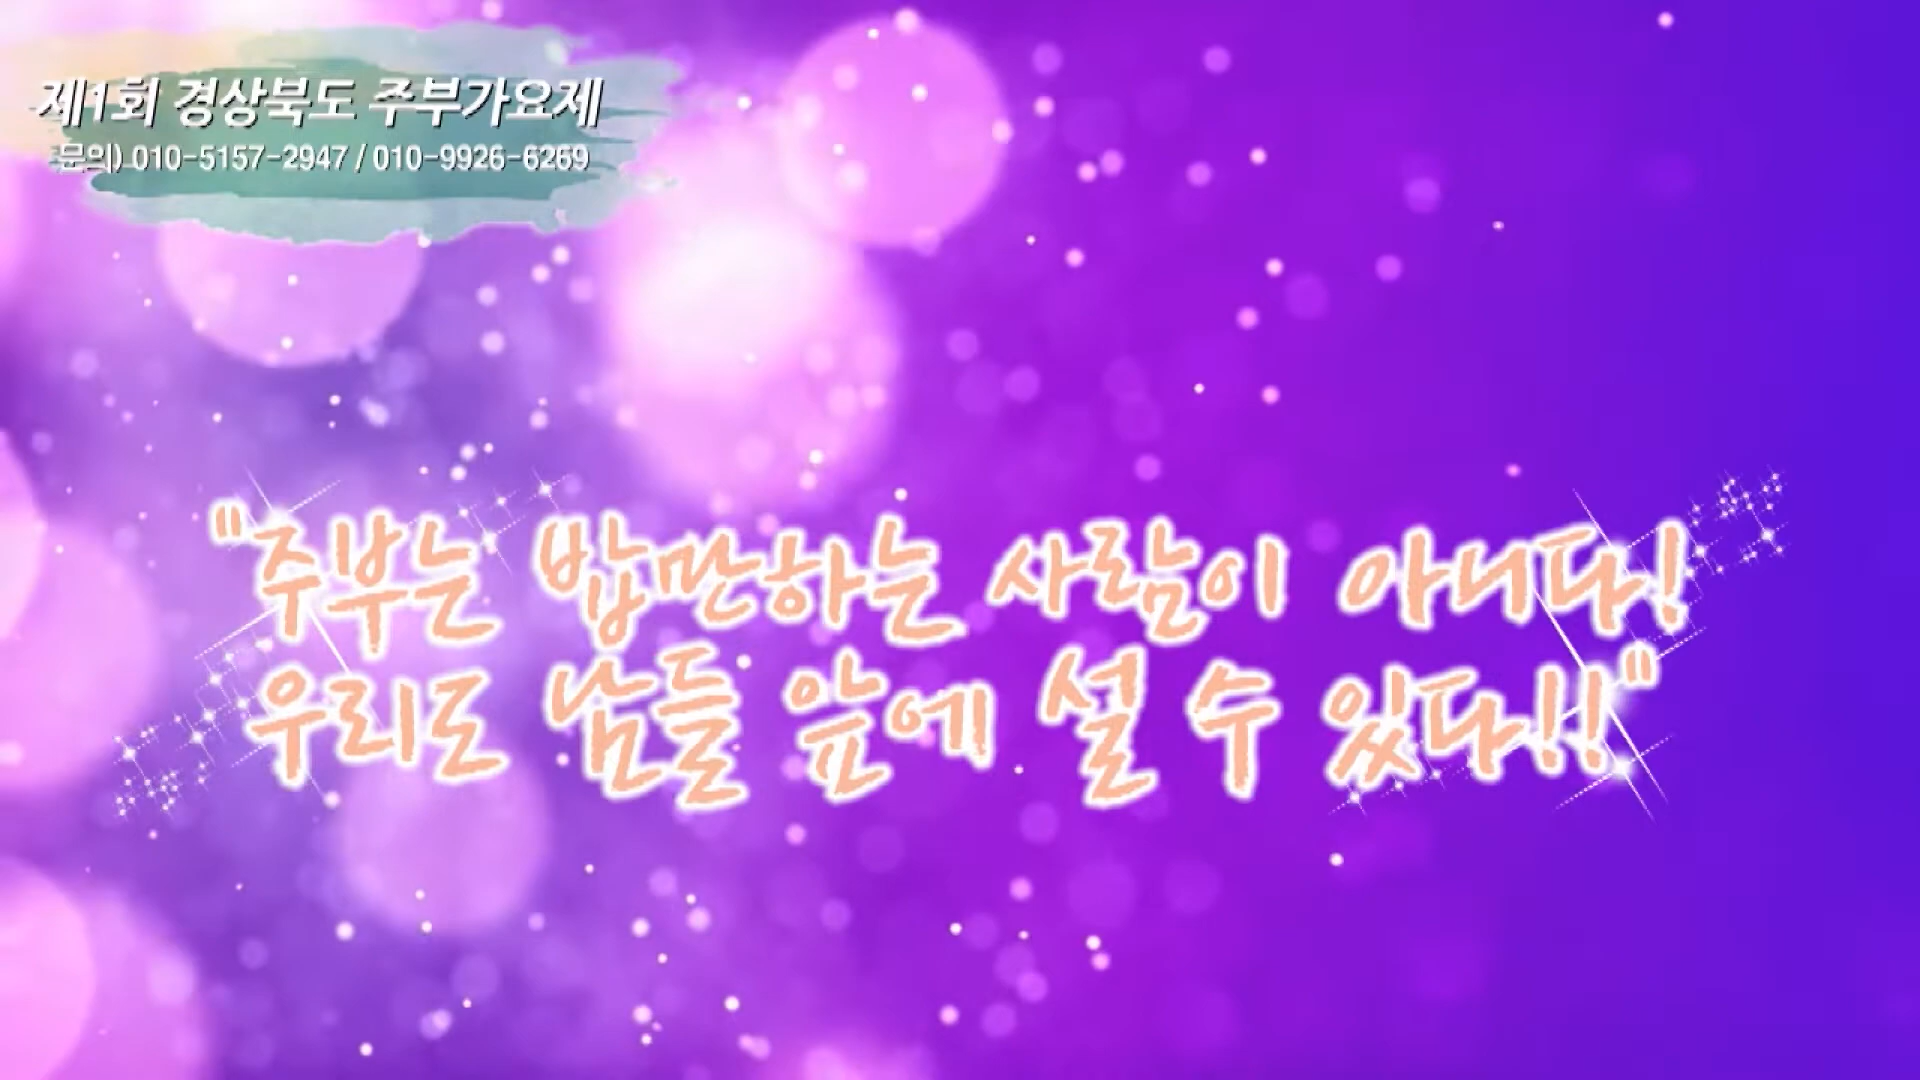 제1회 경상북도 주부가요제
문의) 010-5157-2947 / 010-9926-6269
"주부는 밥만하는 사람이 아니다!
우리도 남들 앞에 설 수 있다!!"